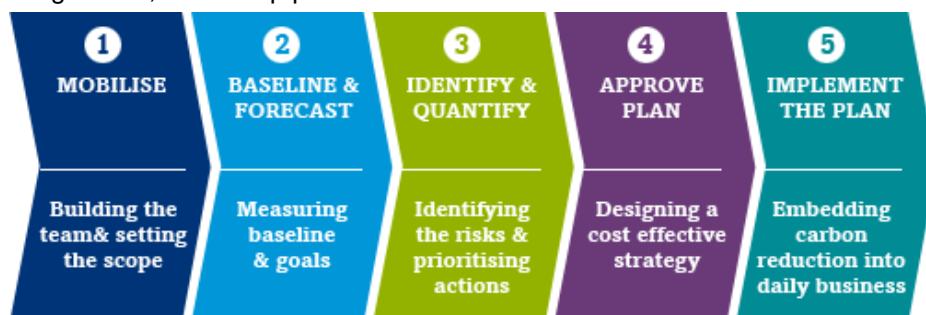 1
MOBILISE
Building the
team& setting
the scope
2
BASELINE &
FORECAST
Measuring
baseline
& goals
3
IDENTIFY &
QUANTIFY
Identifying
the risks &
prioritising
actions
4
APPROVE
PLAN
Designing a
cost effective
strategy
5
IMPLEMENT
THE PLAN
Embedding
carbon
reduction into
daily business